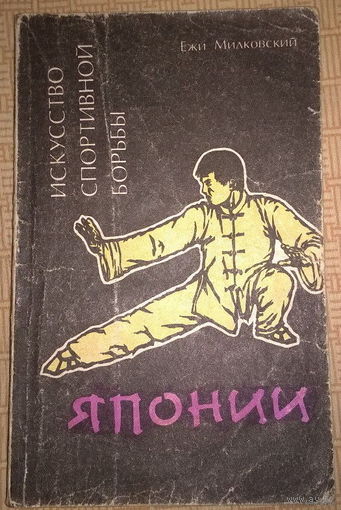 Ежи Милковский
ИСКУССТВО
СПОРТИВНОЙ
БОРЬБЫ
ЯПОНИИ